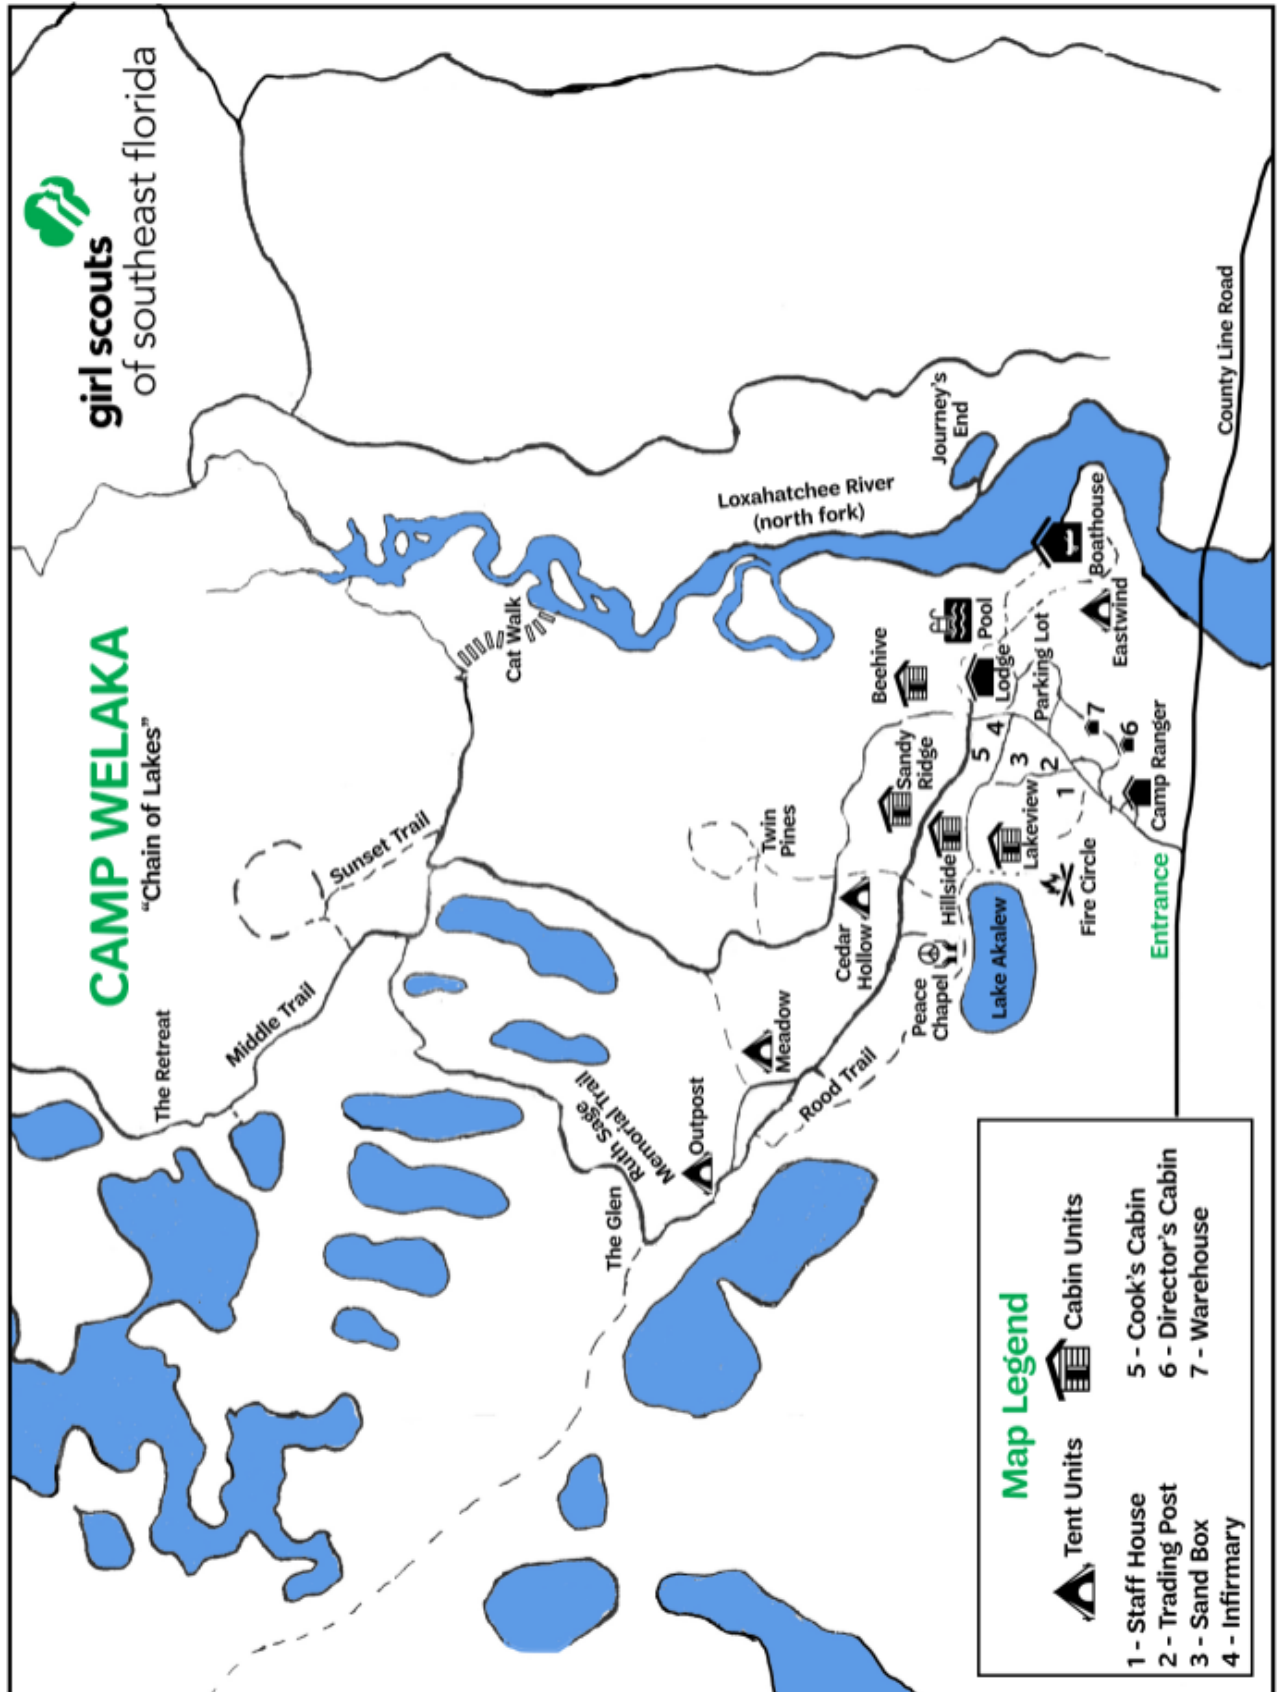 CAMP WELAKA
“Chain of Lakes”
girl scouts
of southeast florida
The Retreat
Middle Trail
Sunset Trail
Cat Walk
Loxahatchee River
(north fork)
Journey's
End
Ruth Sage
Memorial Trail
The Glen
Outpost
Meadow
Twin
Pines
Cedar
Hollow
Sandy
Ridge
Beehive
Pool
Lodge
Boathouse
Eastwind
Parking Lot
Rood Trail
Peace
Chapel
Hillside
Lake Akalew
Lakeview
Fire Circle
5
4
3
2
1
7
6
Camp Ranger
Entrance
County Line Road
Map Legend
Tent Units
Cabin Units
1 - Staff House
2 - Trading Post
3 - Sand Box
4 - Infirmary
5 - Cook's Cabin
6 - Director's Cabin
7 - Warehouse